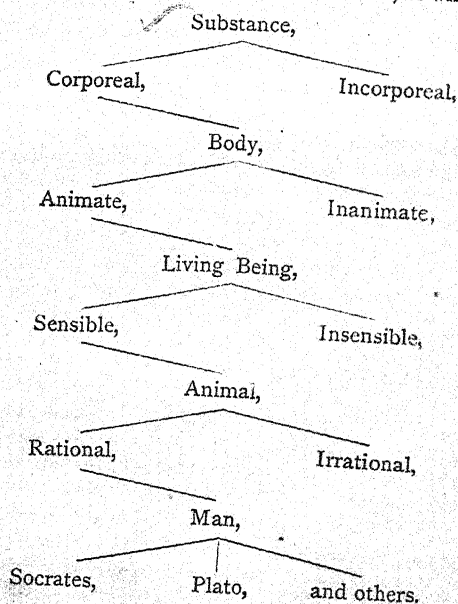 Substance,
Corporeal, Incorporeal,
Body,
Animate, Inanimate,
Living Being,
Sensible, Insensible,
Animal,
Rational, Irrational,
Man,
Socrates, Plato, and others.